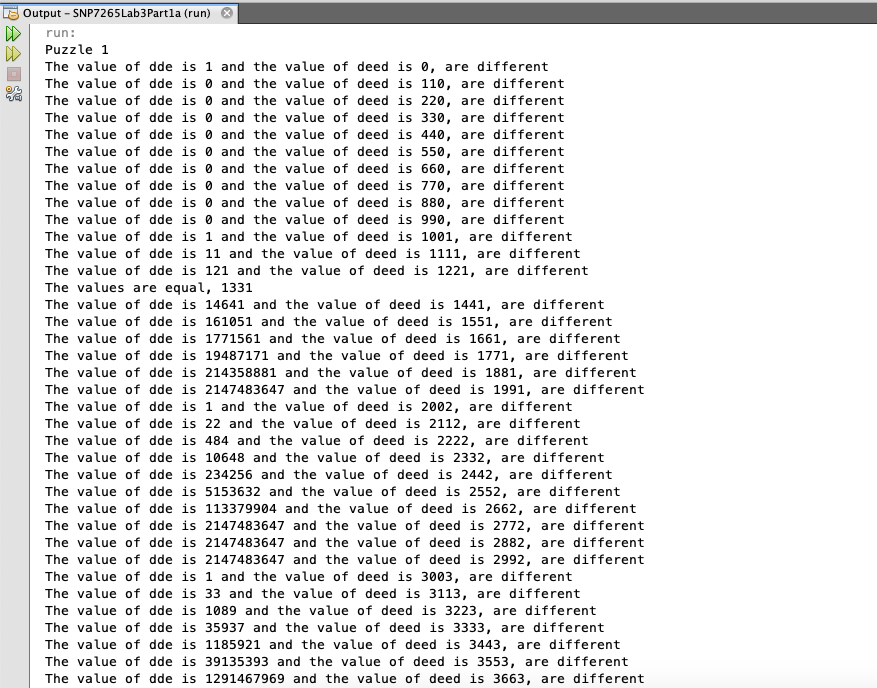 Output – SNP7265Lab3Part1a (run)
run:
Puzzle 1
The value of dde is 1 and the value of deed is 0, are different
The value of dde is 0 and the value of deed is 110, are different
The value of dde is 0 and the value of deed is 220, are different
The value of dde is 0 and the value of deed is 330, are different
The value of dde is 0 and the value of deed is 440, are different
The value of dde is 0 and the value of deed is 550, are different
The value of dde is 0 and the value of deed is 660, are different
The value of dde is 0 and the value of deed is 770, are different
The value of dde is 0 and the value of deed is 880, are different
The value of dde is 0 and the value of deed is 990, are different
The value of dde is 1 and the value of deed is 1001, are different
The value of dde is 11 and the value of deed is 1111, are different
The value of dde is 121 and the value of deed is 1221, are different
The values are equal, 1331
The value of dde is 14641 and the value of deed is 1441, are different
The value of dde is 161051 and the value of deed is 1551, are different
The value of dde is 1771561 and the value of deed is 1661, are different
The value of dde is 19487171 and the value of deed is 1771, are different
The value of dde is 214358881 and the value of deed is 1881, are different
The value of dde is 2147483647 and the value of deed is 1991, are different
The value of dde is 1 and the value of deed is 2002, are different
The value of dde is 22 and the value of deed is 2112, are different
The value of dde is 484 and the value of deed is 2222, are different
The value of dde is 10648 and the value of deed is 2332, are different
The value of dde is 234256 and the value of deed is 2442, are different
The value of dde is 5153632 and the value of deed is 2552, are different
The value of dde is 113379904 and the value of deed is 2662, are different
The value of dde is 2147483647 and the value of deed is 2772, are different
The value of dde is 2147483647 and the value of deed is 2882, are different
The value of dde is 2147483647 and the value of deed is 2992, are different
The value of dde is 1 and the value of deed is 3003, are different
The value of dde is 33 and the value of deed is 3113, are different
The value of dde is 1089 and the value of deed is 3223, are different
The value of dde is 35937 and the value of deed is 3333, are different
The value of dde is 1185921 and the value of deed is 3443, are different
The value of dde is 39135393 and the value of deed is 3553, are different
The value of dde is 1291467969 and the value of deed is 3663, are different